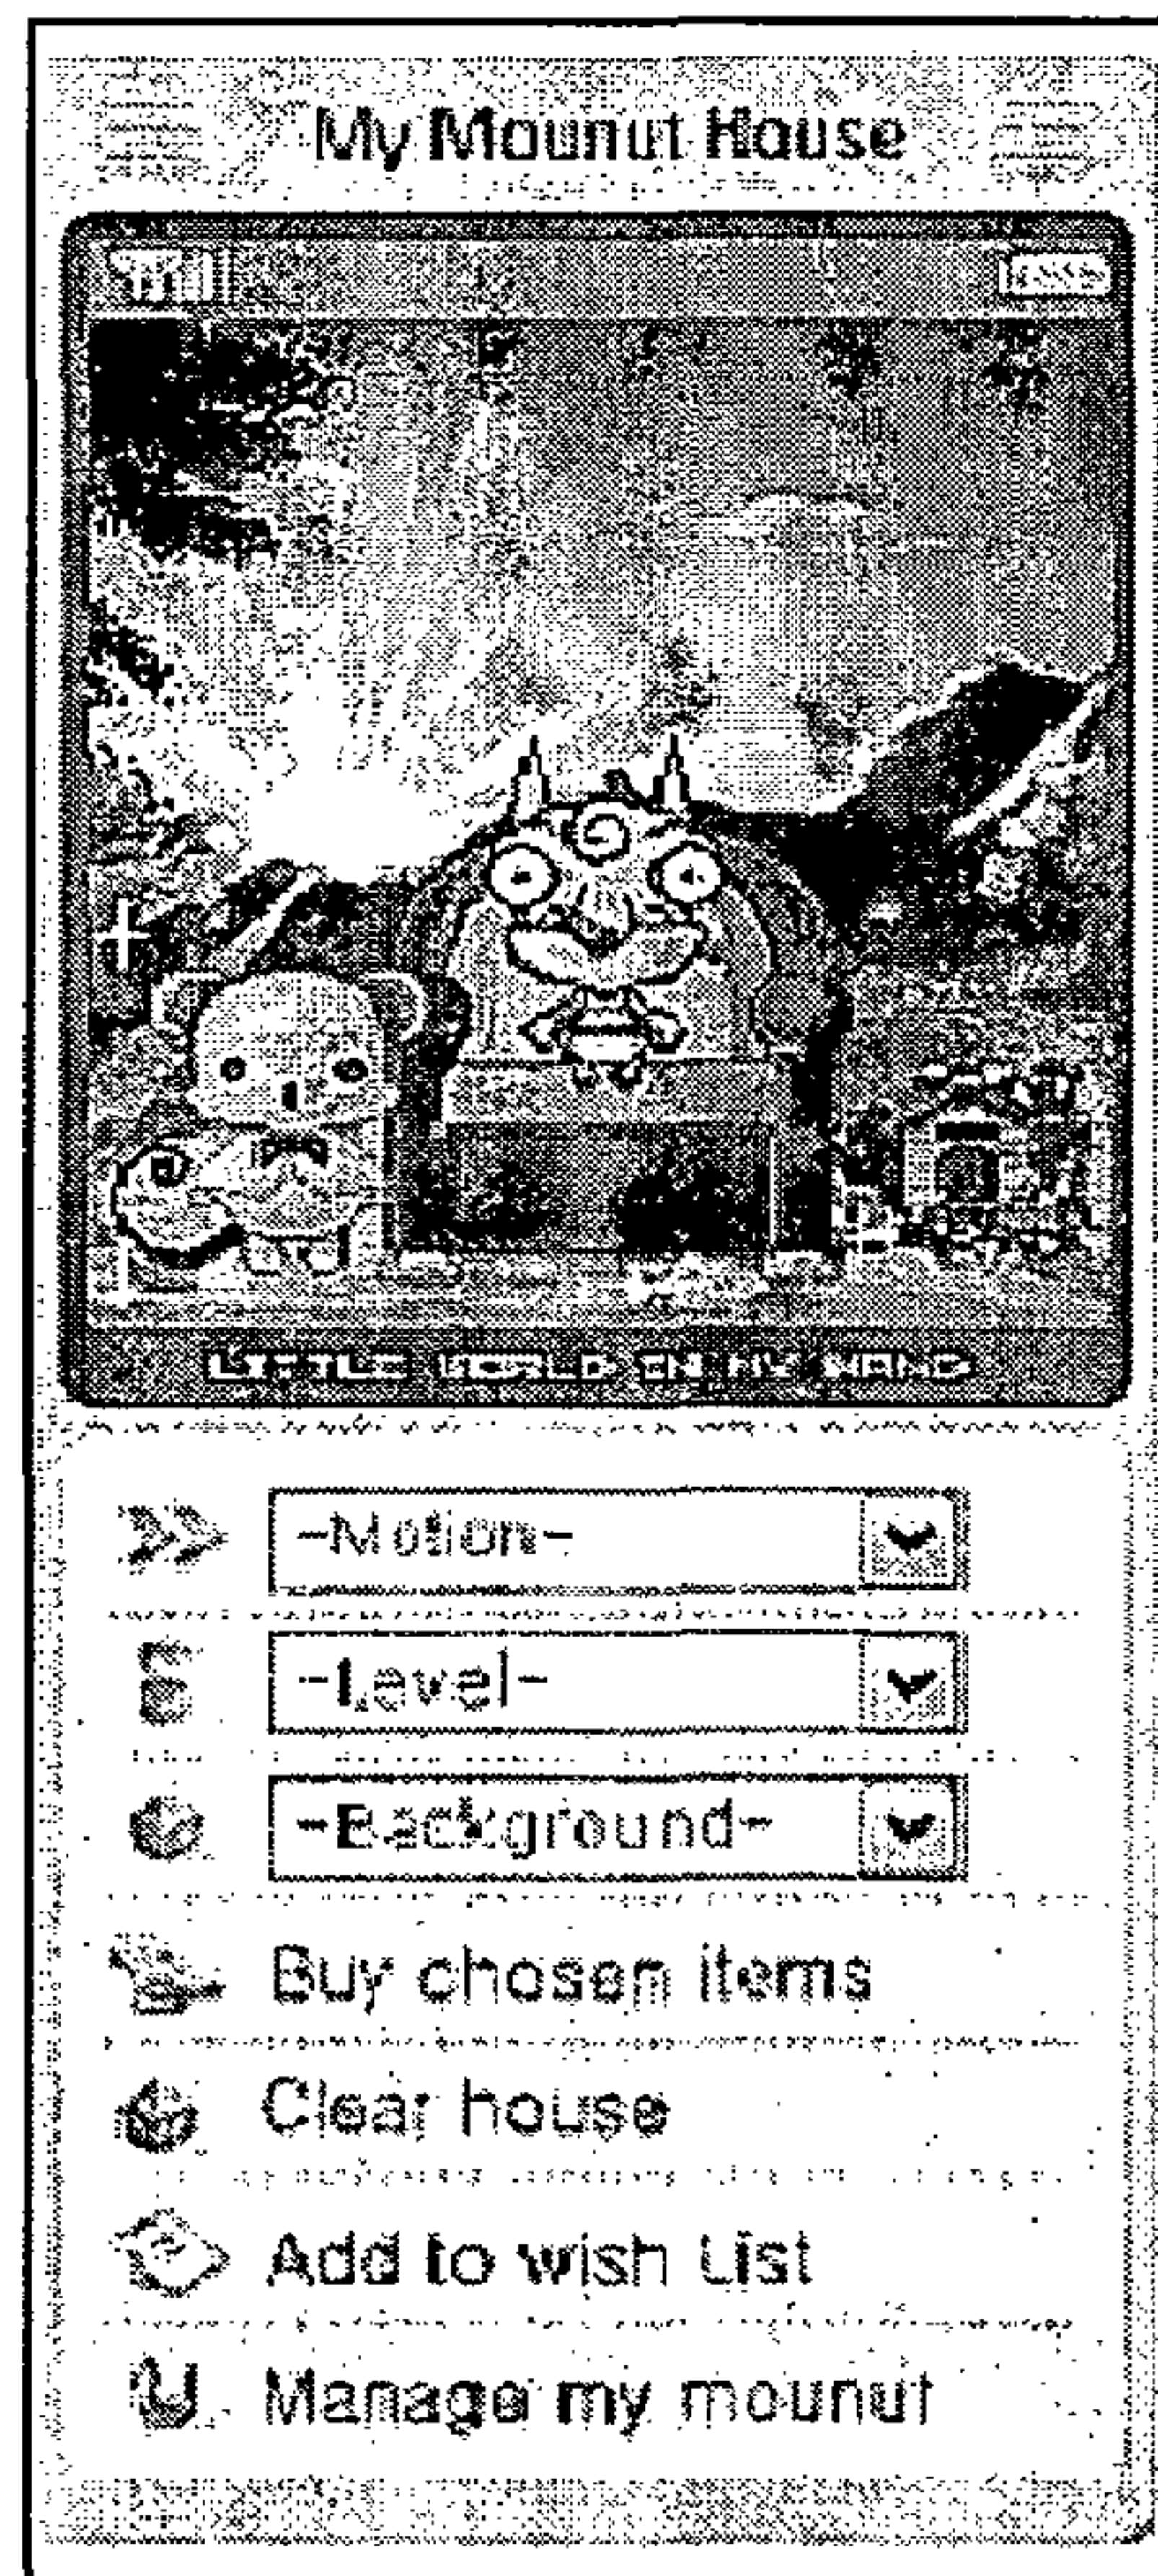 My Mounut House
LITTLE WORLD IN MY HAND
-Motion-
-Level-
-Background-
Buy chosen items
Clear house
Add to wish List
Manage my mounut